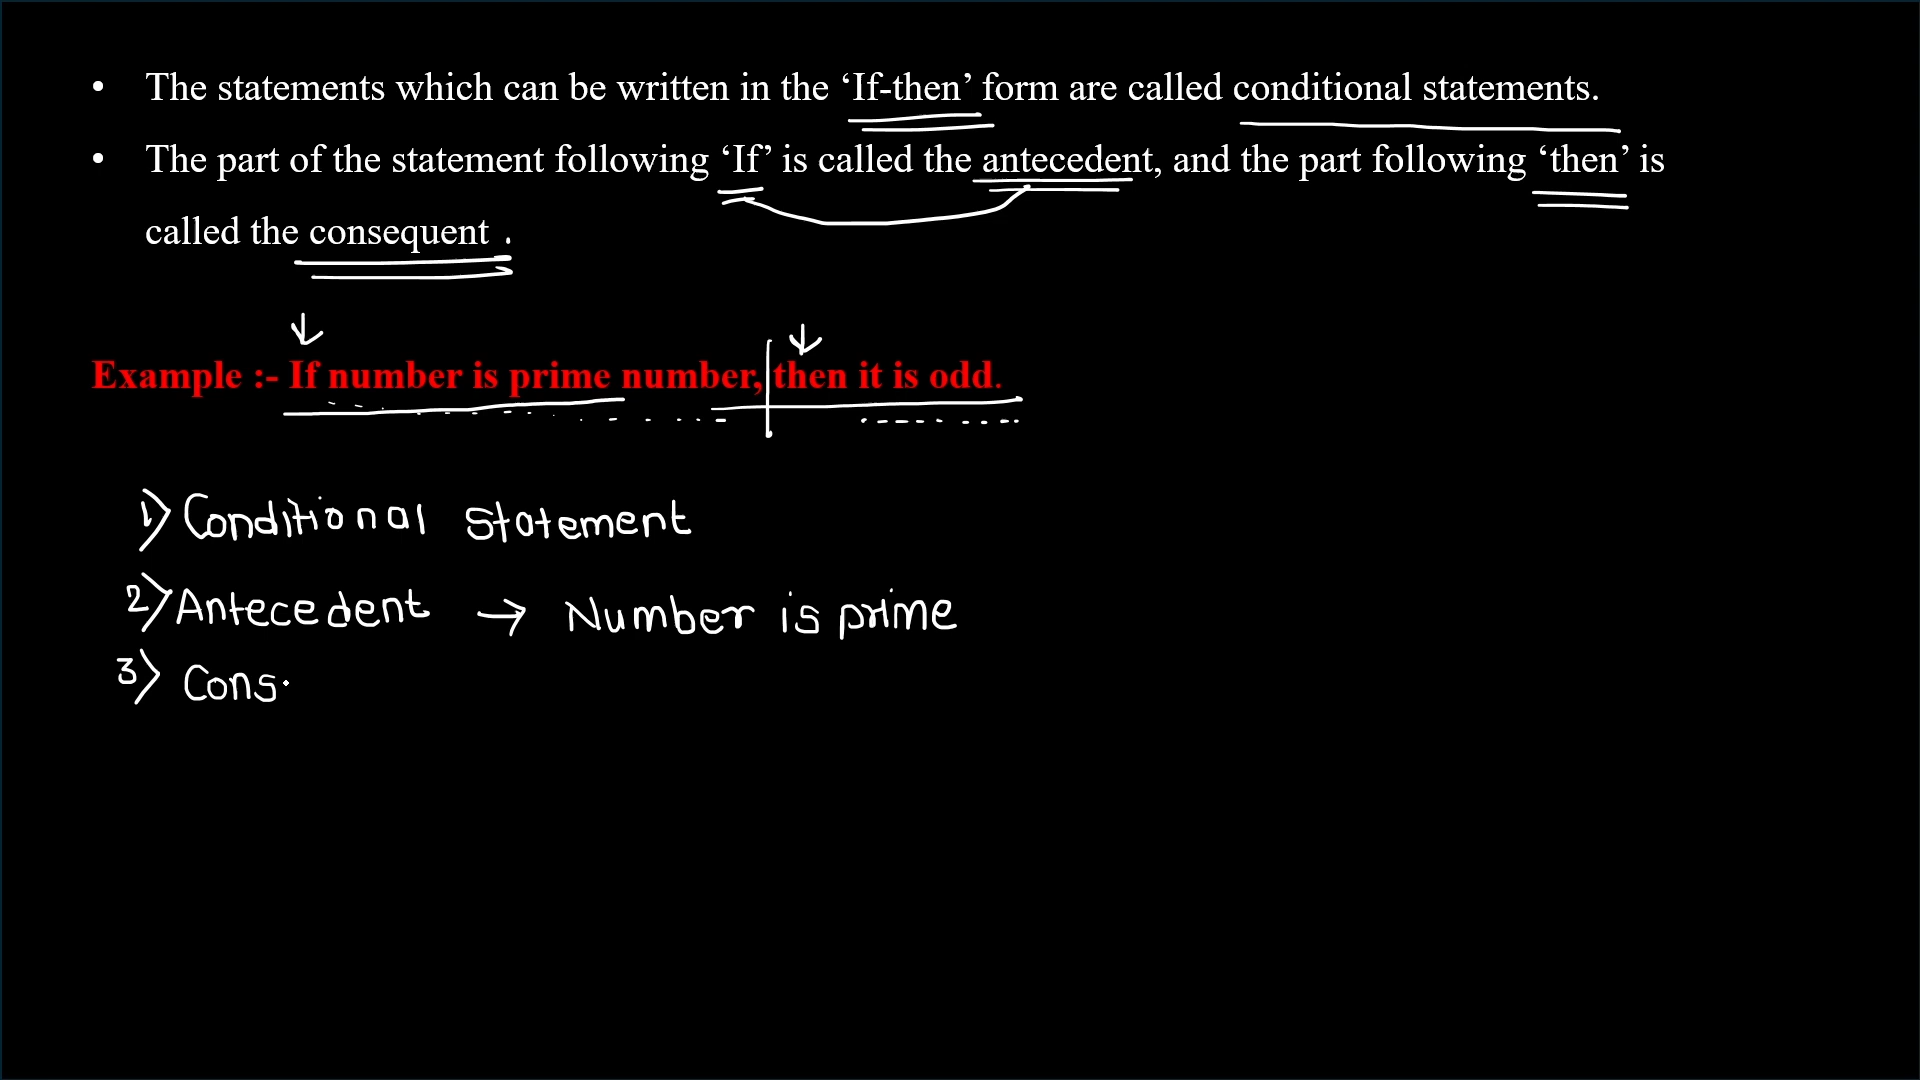 • The statements which can be written in the ‘If-then’ form are called conditional statements.
• The part of the statement following ‘If’ is called the antecedent, and the part following ‘then’ is
called the consequent .
Example :- If number is prime number, then it is odd.
1) Conditional statement
2) Antecedent → Number is prime
3) Cons